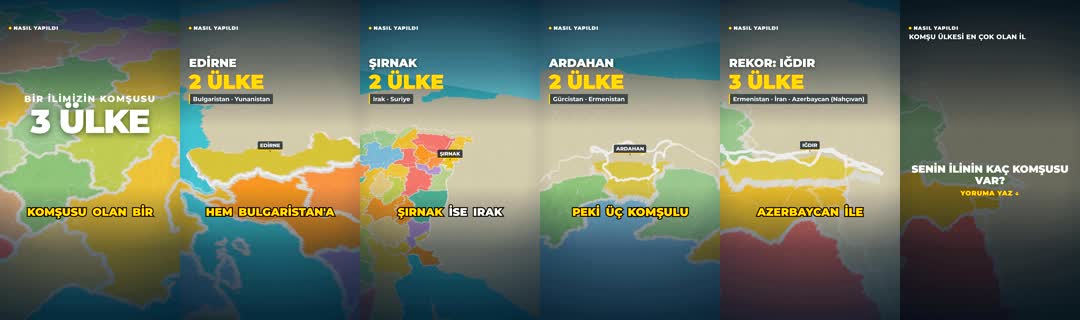 NASIL YAPILDI
BİR İLİMİZİN KOMŞUSU
3 ÜLKE
KOMŞUSU OLAN BİR
NASIL YAPILDI
EDİRNE
2 ÜLKE
Bulgaristan - Yunanistan
EDİRNE
HEM BULGARİSTAN'A
NASIL YAPILDI
ŞIRNAK
2 ÜLKE
Irak - Suriye
ŞIRNAK
ŞIRNAK İSE IRAK
NASIL YAPILDI
ARDAHAN
2 ÜLKE
Gürcistan - Ermenistan
ARDAHAN
PEKİ ÜÇ KOMŞULU
NASIL YAPILDI
REKOR: IĞDIR
3 ÜLKE
Ermenistan - İran - Azerbaycan (Nahçıvan)
IĞDIR
AZERBAYCAN İLE
NASIL YAPILDI
KOMŞU ÜLKESİ EN ÇOK OLAN İL
SENİN İLİNİN KAÇ KOMŞUSU
VAR?
YORUMA YAZ ↓